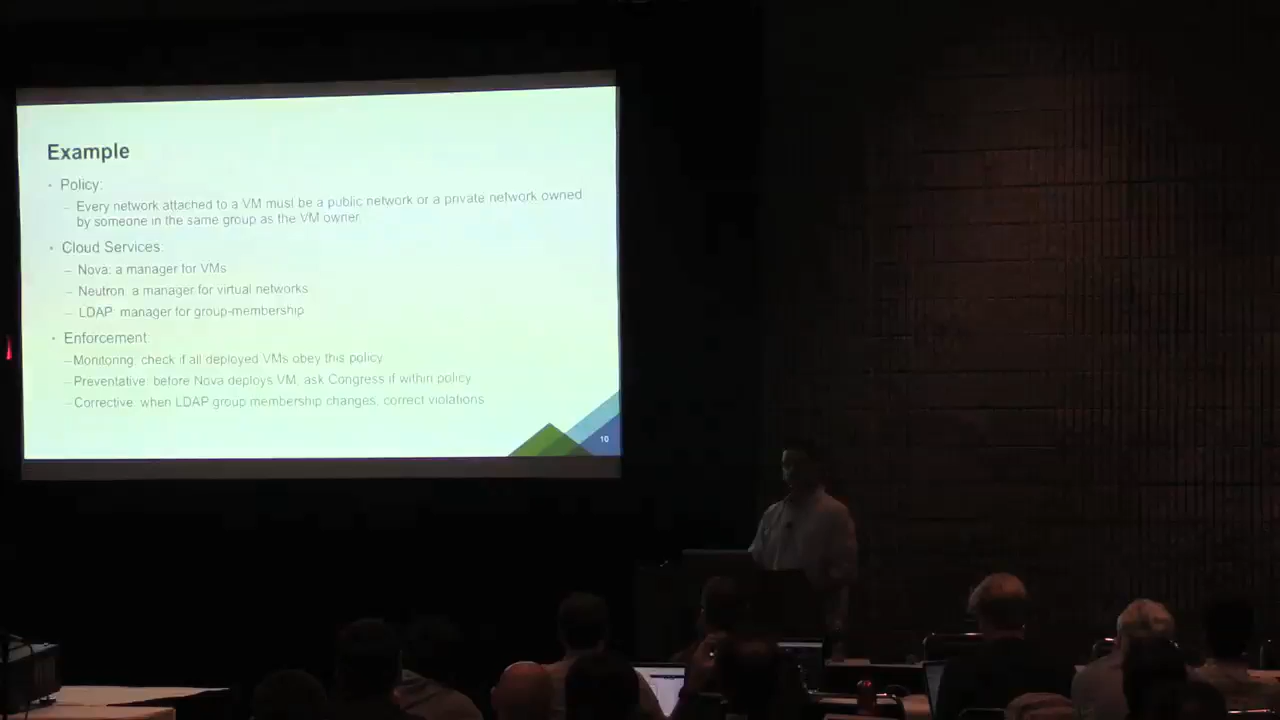 Example
Policy:
– Every network attached to a VM must be a public network or a private network owned
by someone in the same group as the VM owner.
Cloud Services:
– Nova: a manager for VMs
– Neutron: a manager for virtual networks
– LDAP: manager for group-membership
Enforcement:
– Monitoring: check if all deployed VMs obey this policy
– Preventative: before Nova deploys VM, ask Congress if within policy
– Corrective: when LDAP group membership changes, correct violations
10